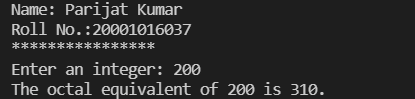 Name: Parijat Kumar
Roll No.:20001016037
****************
Enter an integer: 200
The octal equivalent of 200 is 310.